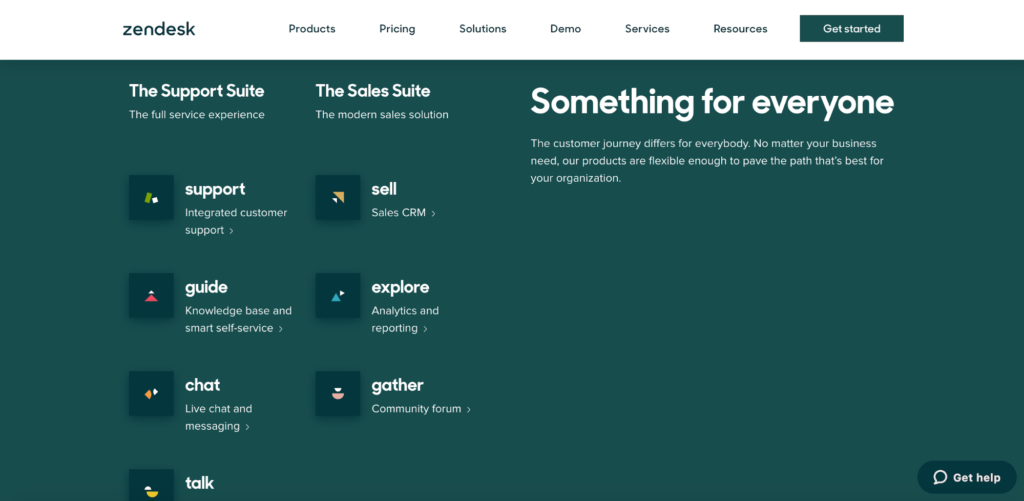 zendesk
Products
Pricing
Solutions
Demo
Services
Resources
Get started
The Support Suite
The full service experience
The Sales Suite
The modern sales solution
Something for everyone
The customer journey differs for everybody. No matter your business
need, our products are flexible enough to pave the path that's best for
your organization.
support
Integrated customer
support >
sell
Sales CRM >
guide
Knowledge base and
smart self-service >
explore
Analytics and
reporting >
chat
Live chat and
messaging >
gather
Community forum >
talk
Get help